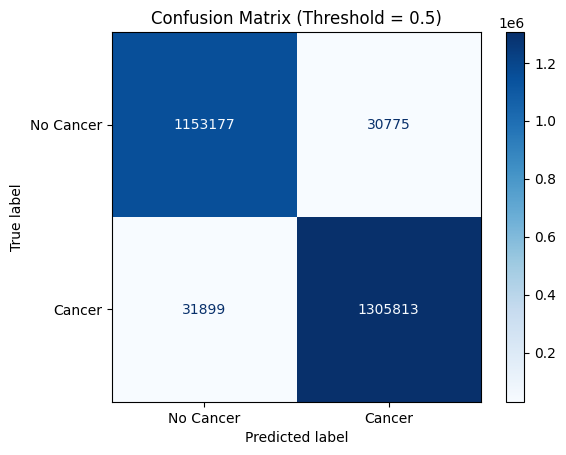 Confusion Matrix (Threshold = 0.5)
1e6
No Cancer
1153177
30775
Cancer
31899
1305813
True label
No Cancer
Cancer
Predicted label
1.2
1.0
0.8
0.6
0.4
0.2